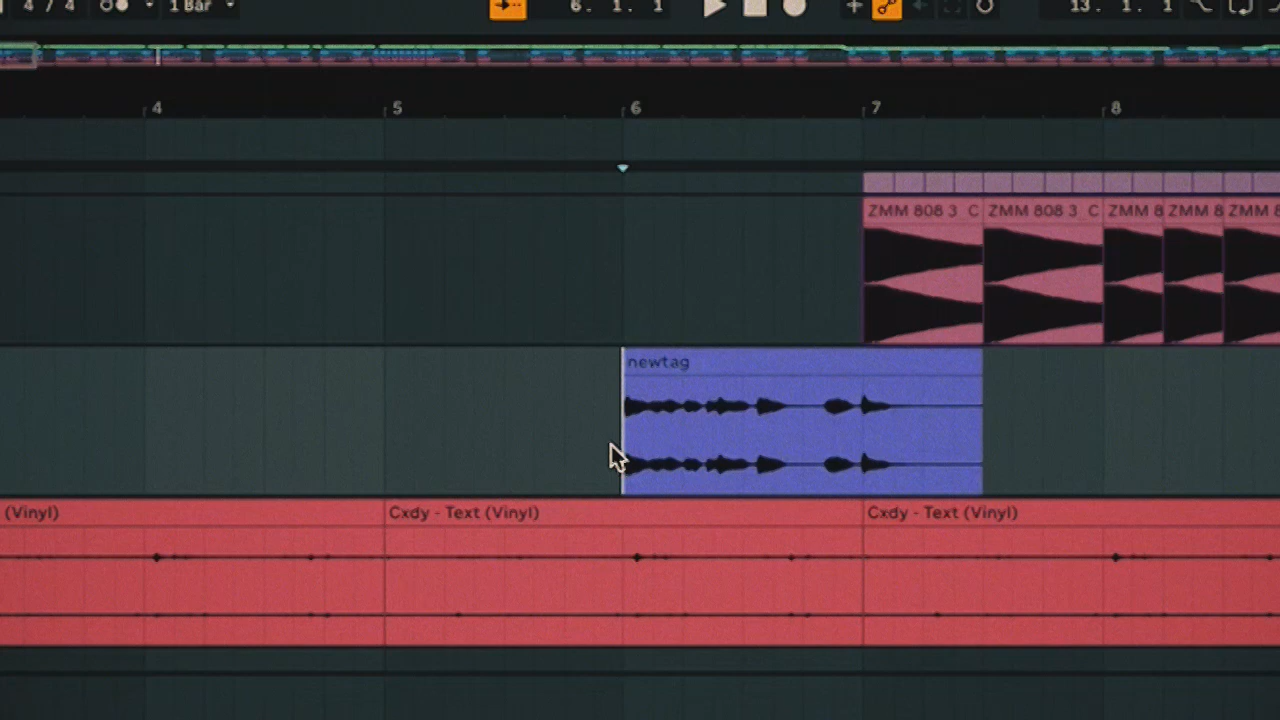 4 / 4 1 Bar 6. 1. 1 13. 1. 1
4 5 6 7 8
ZMM 808 3 C ZMM 808 3 C ZMM 8 ZMM 8 ZMM 8
newtag
(Vinyl) Cxdy - Text (Vinyl) Cxdy - Text (Vinyl)